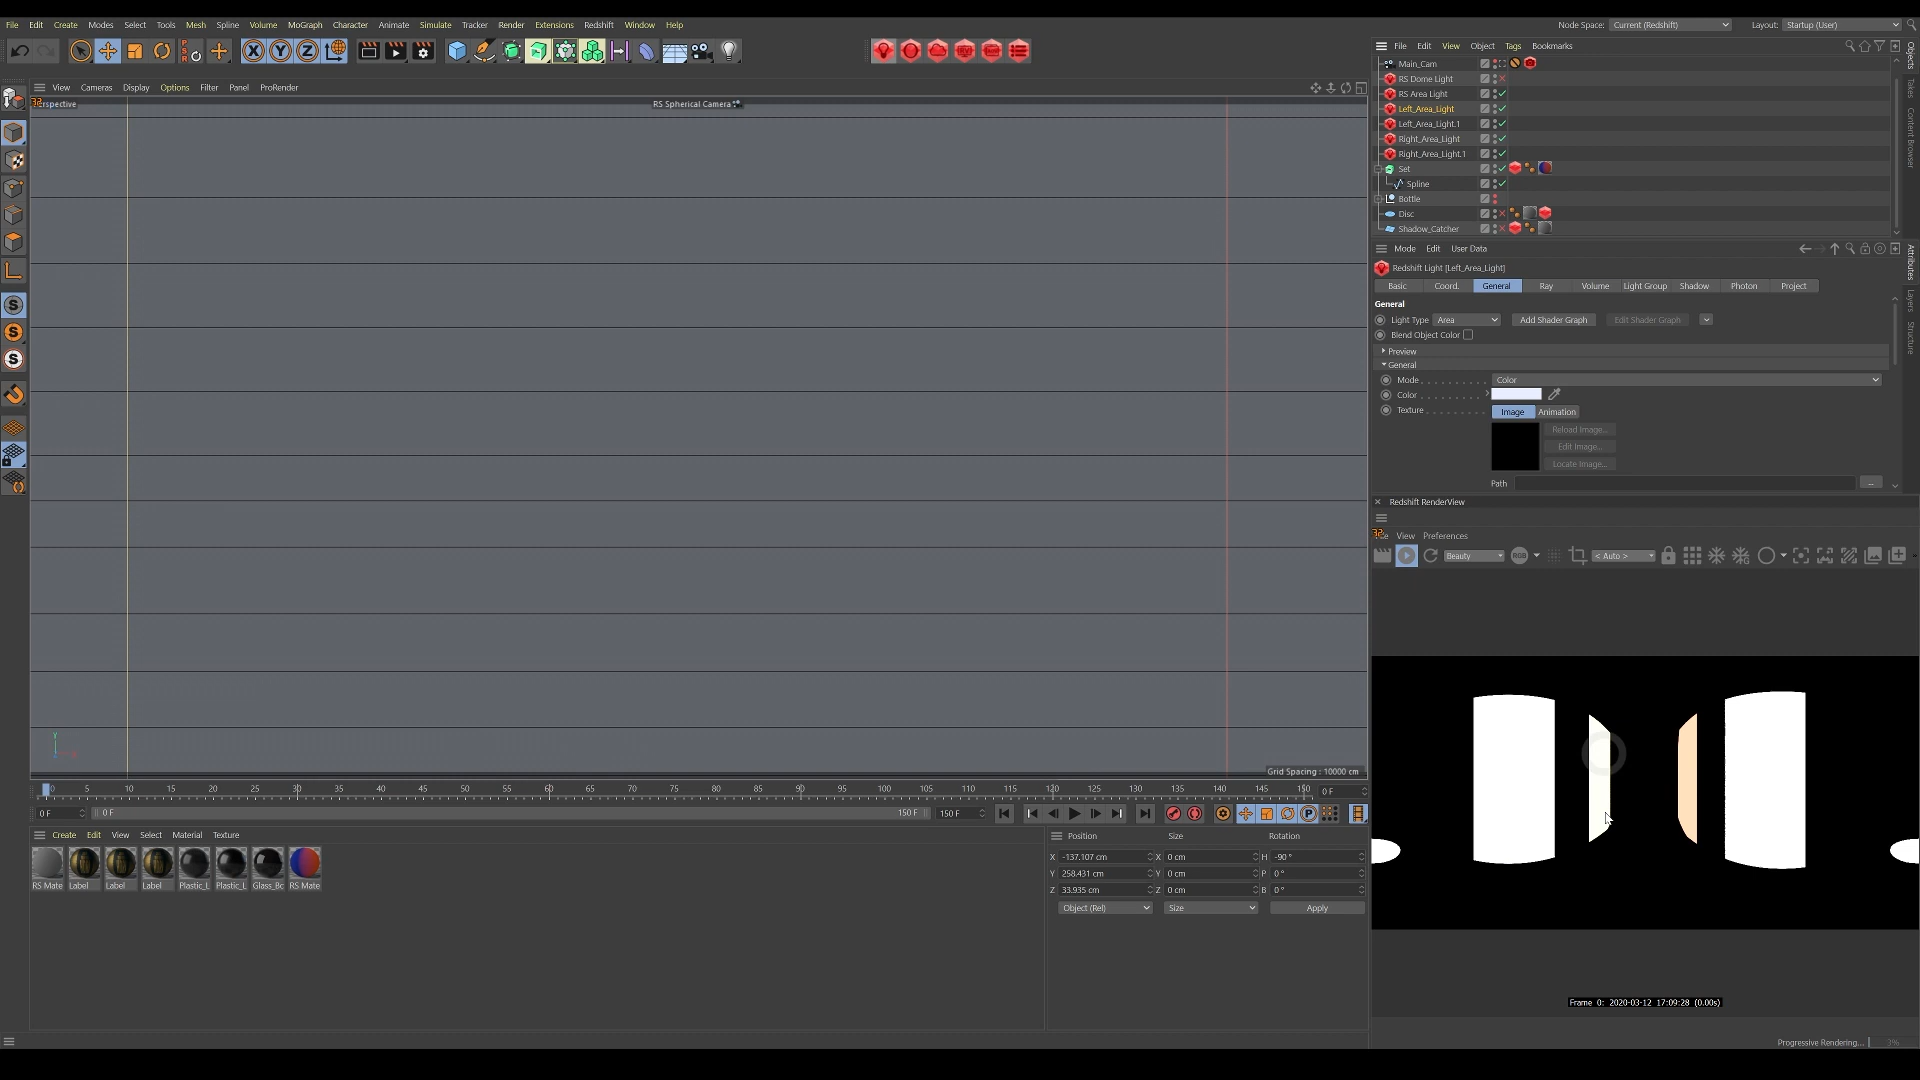 File Edit Create Modes Select Tools Mesh Spline Volume MoGraph Character Animate Simulate Tracker Render Extensions Redshift Window Help
Node Space: Current (Redshift) Layout: Startup (User)
File Edit View Object Tags Bookmarks
View Cameras Display Options Filter Panel ProRender
RS Spherical Camera
Main_Cam
RS Dome Light
RS Area Light
Left_Area_Light
Left_Area_Light.1
Right_Area_Light
Right_Area_Light.1
Set
Spline
Bottle
Disc
Shadow_Catcher
Objects
Takes
Content Browser
Attributes
Layers
Structure
Mode Edit User Data
Redshift Light [Left_Area_Light]
Basic Coord. General Ray Volume Light Group Shadow Photon Project
General
Light Type Area Add Shader Graph Edit Shader Graph
Blend Object Color
Preview
General
Mode Color
Color
Texture Image Animation
Reload Image...
Edit Image...
Locate Image...
Path ...
Redshift RenderView
View Preferences
Beauty RGB < Auto >
Frame 0: 2020-03-12 17:09:28 (0.00s)
Progressive Rendering... 3%
Y
Grid Spacing : 10000 cm
0 5 10 15 20 25 30 35 40 45 50 55 60 65 70 75 80 85 90 95 100 105 110 115 120 125 130 135 140 145 150 0 F
0 F 0 F 150 F 150 F
Create Edit View Select Material Texture
RS Mate Label Label Label Plastic_L Plastic_L Glass_Bc RS Mate
Position Size Rotation
X -137.107 cm X 0 cm H -90 °
Y 258.431 cm Y 0 cm P 0 °
Z 33.935 cm Z 0 cm B 0 °
Object (Rel) Size Apply